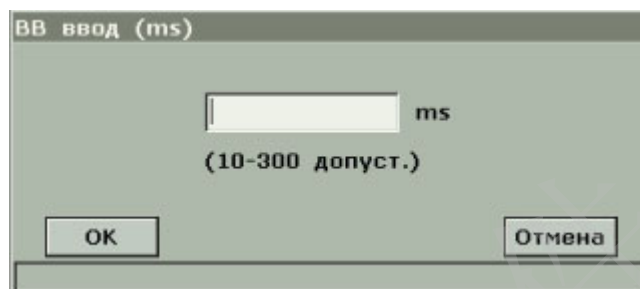 ВВ ввод (ms)
ms
(10-300 допуст.)
OK
Отмена